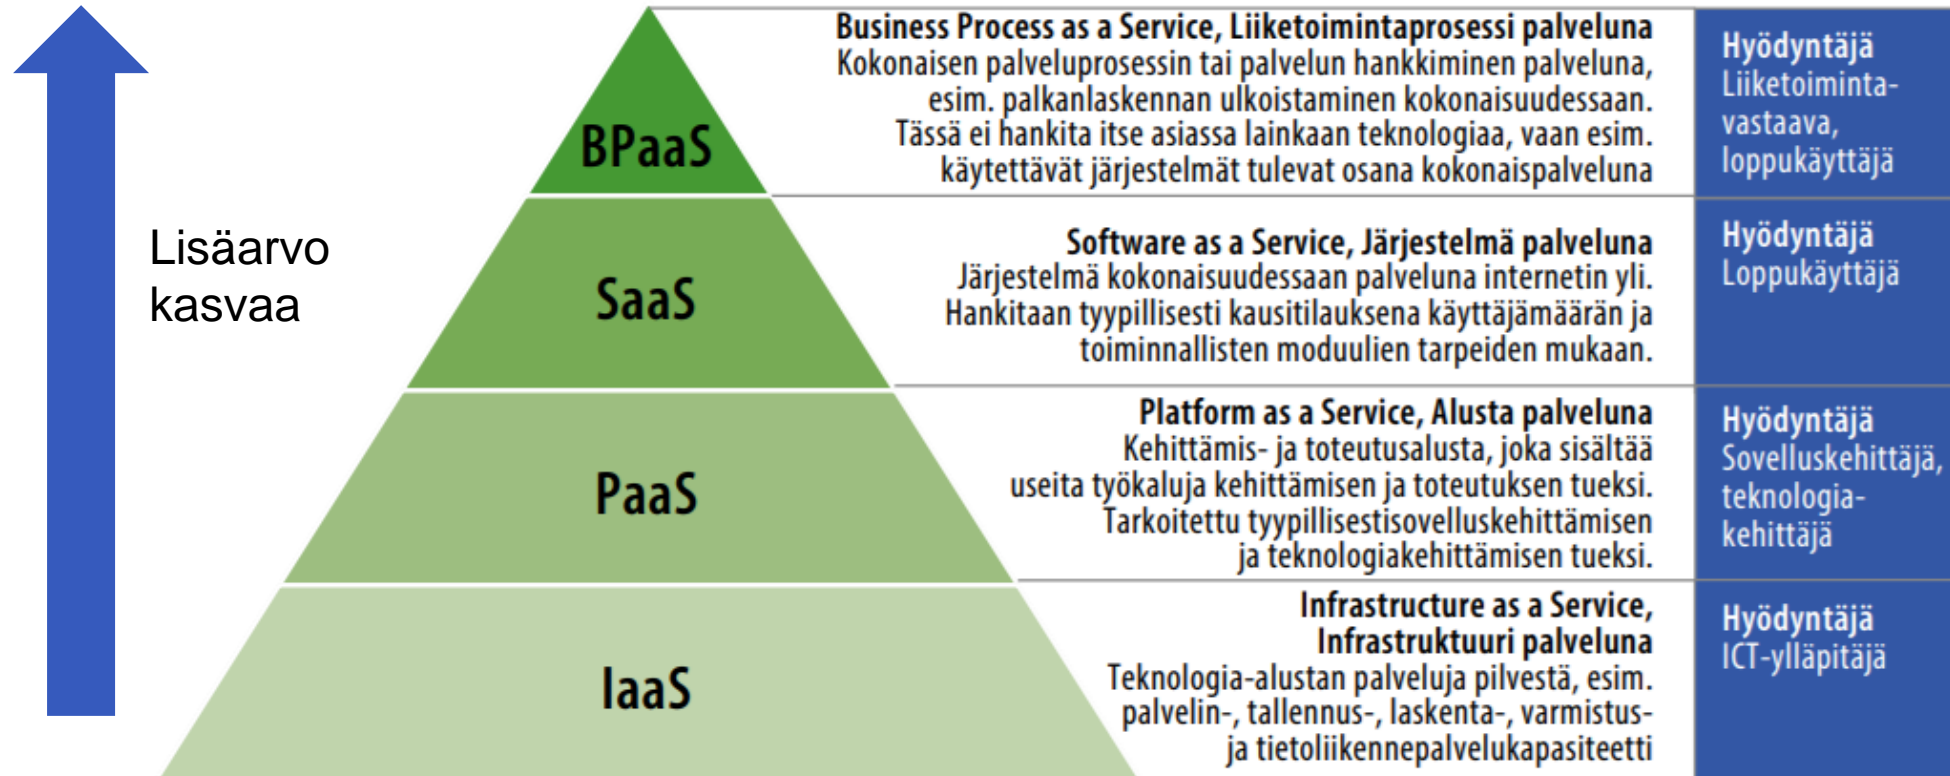 Lisäarvo
kasvaa
BPaaS
Business Process as a Service, Liiketoimintaprosessi palveluna
Kokonaisen palveluprosessin tai palvelun hankkiminen palveluna,
esim. palkanlaskennan ulkoistaminen kokonaisuudessaan.
Tässä ei hankita itse asiassa lainkaan teknologiaa, vaan esim.
käytettävät järjestelmät tulevat osana kokonaispalveluna
Hyödyntäjä
Liiketoiminta-
vastaava,
loppukäyttäjä
SaaS
Software as a Service, Järjestelmä palveluna
Järjestelmä kokonaisuudessaan palveluna internetin yli.
Hankitaan tyypillisesti kausitilauksena käyttäjämäärän ja
toiminnallisten moduulien tarpeiden mukaan.
Hyödyntäjä
Loppukäyttäjä
PaaS
Platform as a Service, Alusta palveluna
Kehittämis- ja toteutusalusta, joka sisältää
useita työkaluja kehittämisen ja toteutuksen tueksi.
Tarkoitettu tyypillisestisovelluskehittämisen
ja teknologiakehittämisen tueksi.
Hyödyntäjä
Sovelluskehittäjä,
teknologia-
kehittäjä
IaaS
Infrastructure as a Service,
Infrastruktuuri palveluna
Teknologia-alustan palveluja pilvestä, esim.
palvelin-, tallennus-, laskenta-, varmistus-
ja tietoliikennepalvelukapasiteetti
Hyödyntäjä
ICT-ylläpitäjä